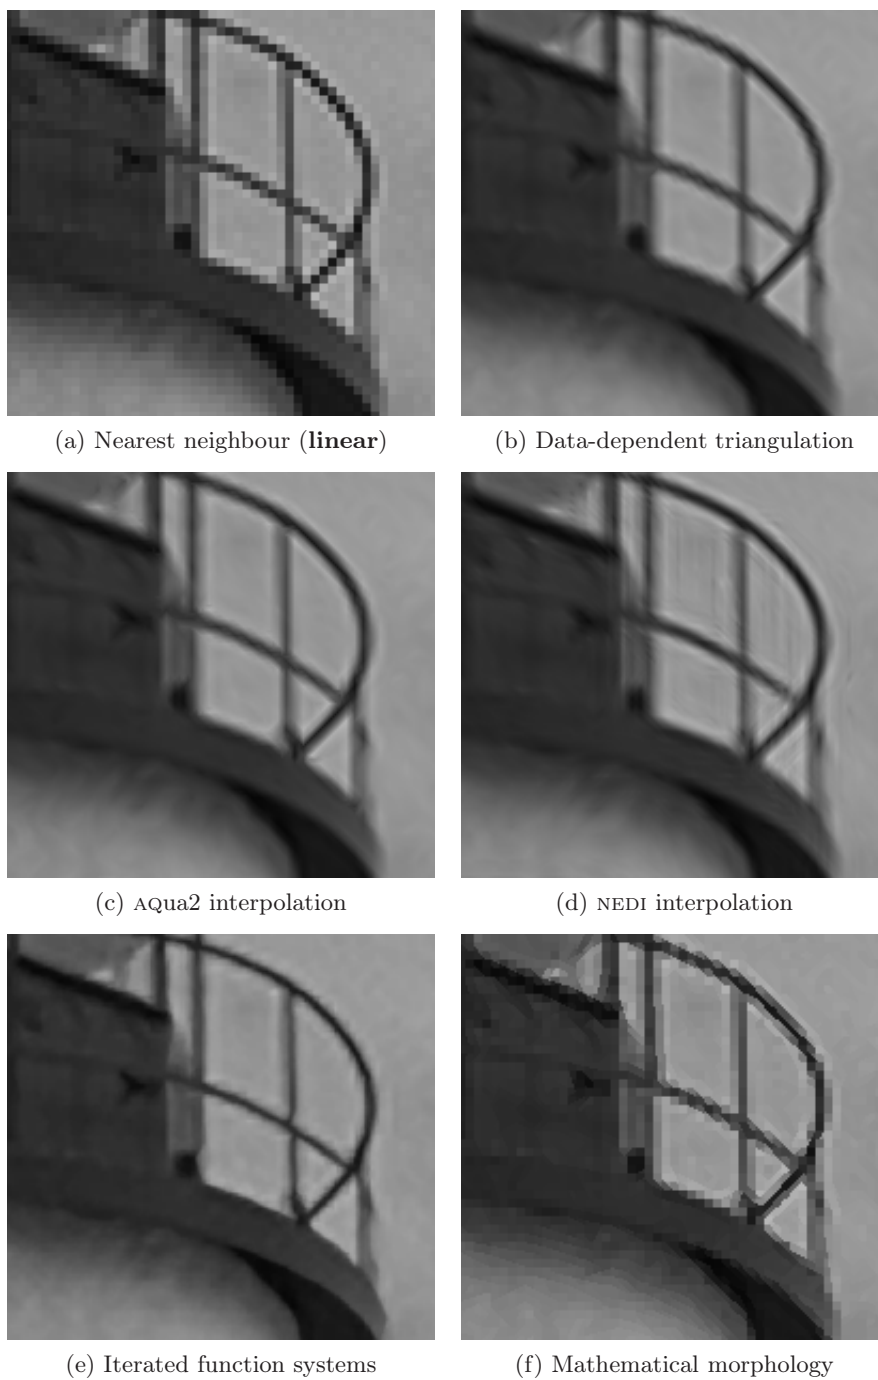 (a) Nearest neighbour (linear)
(b) Data-dependent triangulation
(c) AQua2 interpolation
(d) NEDI interpolation
(e) Iterated function systems
(f) Mathematical morphology